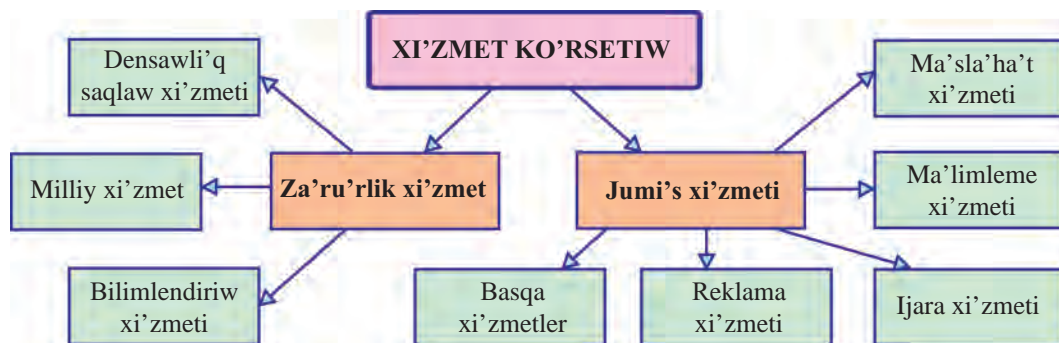 XI’ZMET KO’RSETIW
Densawli’q
saqlaw xi’zmeti
Ma’sla’ha’t
xi’zmeti
Milliy xi’zmet
Za’ru’rlik xi’zmet
Jumi’s xi’zmeti
Ma’limleme
xi’zmeti
Bilimlendiriw
xi’zmeti
Basqa
xi’zmetler
Reklama
xi’zmeti
Ijara xi’zmeti